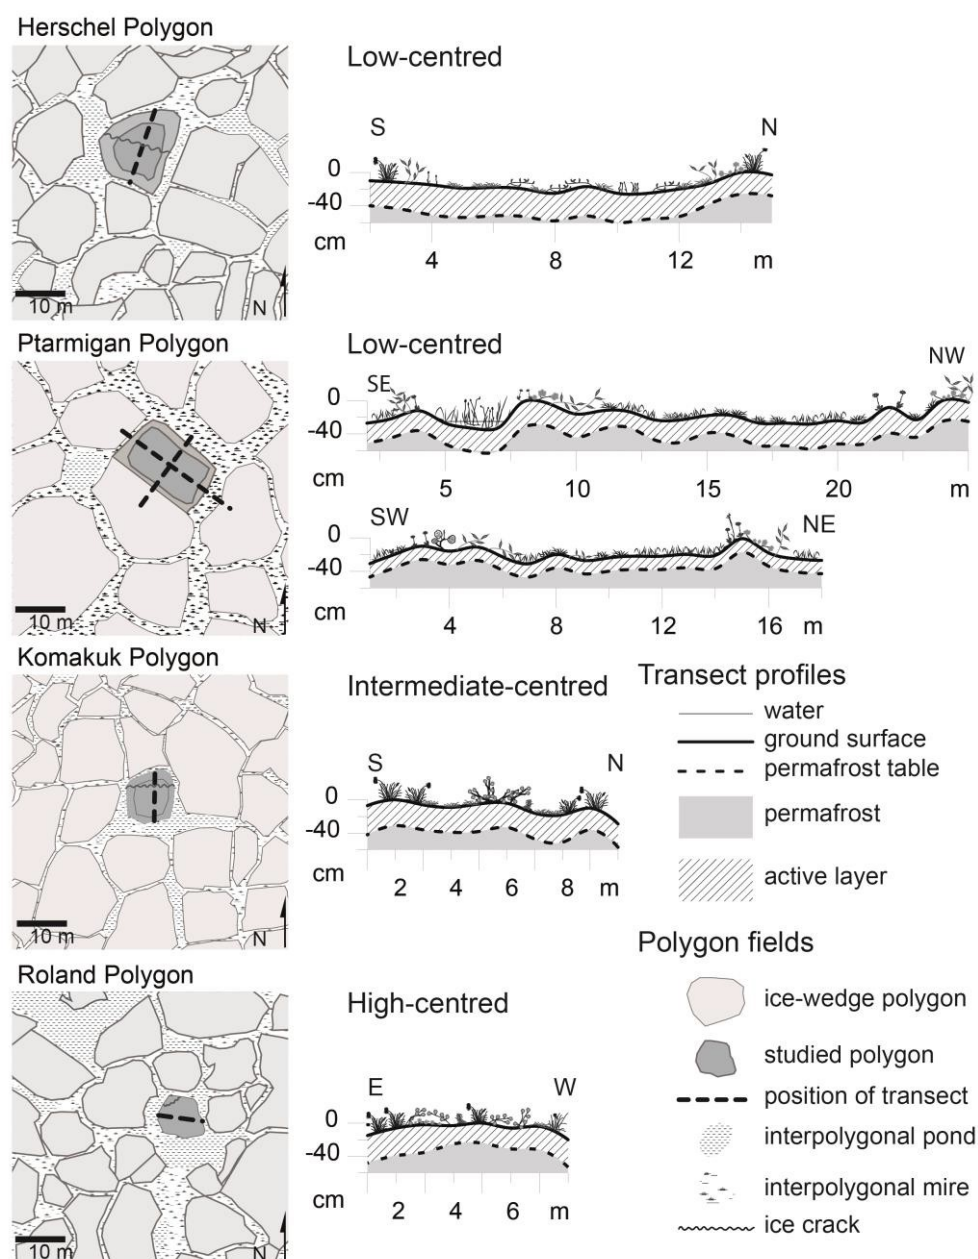 Herschel Polygon
N
10 m
Low-centred
S N
0
-40
cm
4 8 12 m
Ptarmigan Polygon
N
10 m
Low-centred
SE NW
0
-40
cm
5 10 15 20 m
SW NE
0
-40
cm
4 8 12 16 m
Komakuk Polygon
N
10 m
Intermediate-centred
S N
0
-40
cm
2 4 6 8 m
Roland Polygon
N
10 m
High-centred
E W
0
-40
cm
2 4 6 m
Transect profiles
water
ground surface
permafrost table
permafrost
active layer
Polygon fields
ice-wedge polygon
studied polygon
position of transect
interpolygonal pond
interpolygonal mire
ice crack